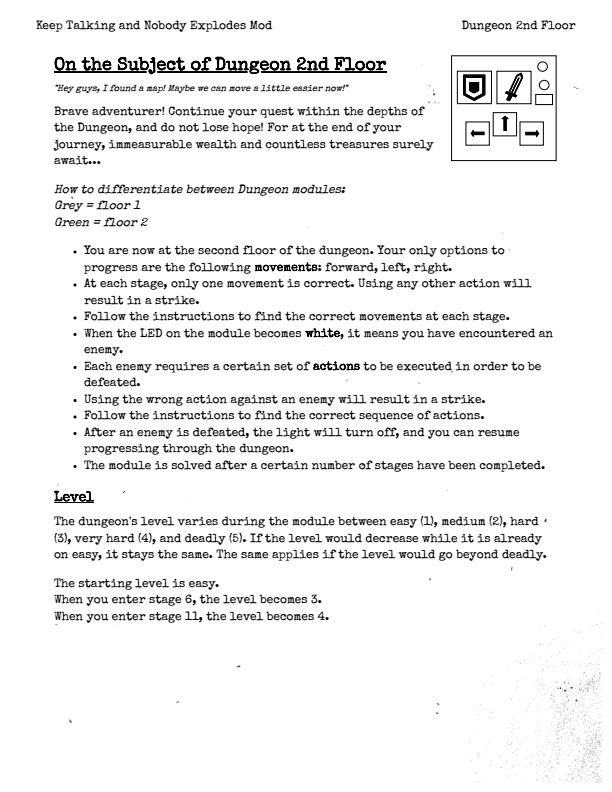 Keep Talking and Nobody Explodes Mod
Dungeon 2nd Floor
On the Subject of Dungeon 2nd Floor
"Hey guys, I found a map! Maybe we can move a little easier now!"
Brave adventurer! Continue your quest within the depths of
the Dungeon, and do not lose hope! For at the end of your
journey, immeasurable wealth and countless treasures surely
await...
How to differentiate between Dungeon modules:
Grey = floor 1
Green = floor 2
• You are now at the second floor of the dungeon. Your only options to
progress are the following movements: forward, left, right.
• At each stage, only one movement is correct. Using any other action will
result in a strike.
• Follow the instructions to find the correct movements at each stage.
• When the LED on the module becomes white, it means you have encountered an
enemy.
• Each enemy requires a certain set of actions to be executed in order to be
defeated.
• Using the wrong action against an enemy will result in a strike.
• Follow the instructions to find the correct sequence of actions.
• After an enemy is defeated, the light will turn off, and you can resume
progressing through the dungeon.
• The module is solved after a certain number of stages have been completed.
Level
The dungeon's level varies during the module between easy (1), medium (2), hard
(3), very hard (4), and deadly (5). If the level would decrease while it is already
on easy, it stays the same. The same applies if the level would go beyond deadly.
The starting level is easy.
When you enter stage 6, the level becomes 3.
When you enter stage 11, the level becomes 4.